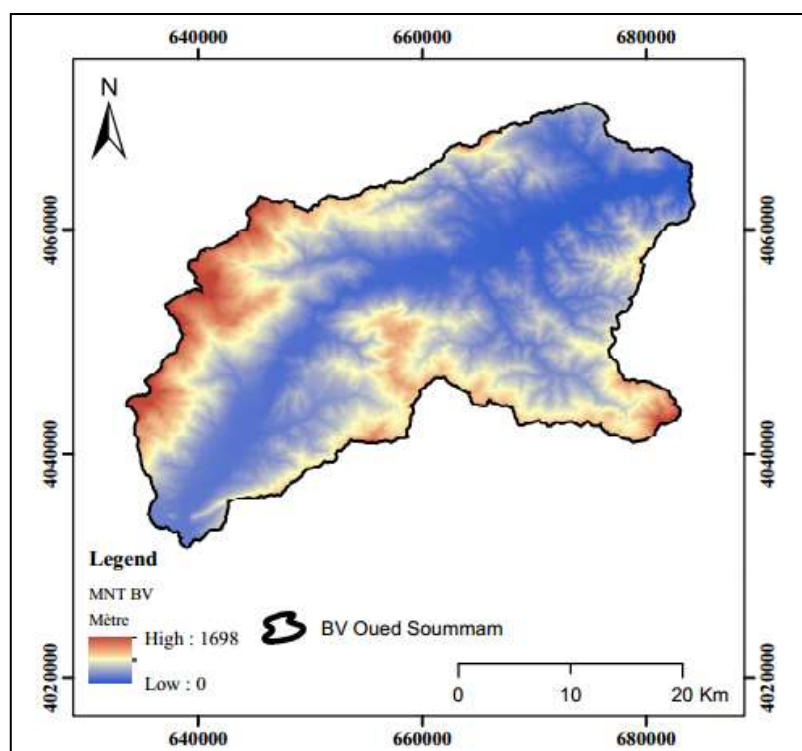 640000 660000 680000
N
4060000 4060000
4040000 4040000
Legend
MNT BV
Mètre
High : 1698
Low : 0
BV Oued Soummam
4020000 4020000
0 10 20 Km
640000 660000 680000